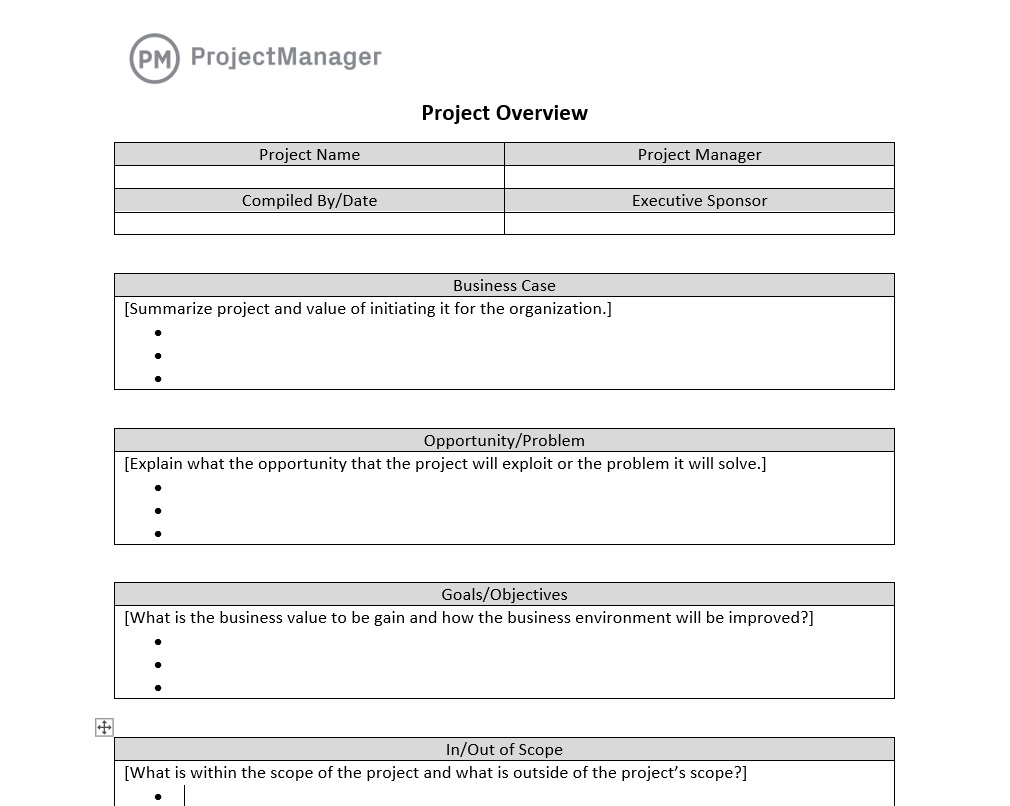 PM ProjectManager
Project Overview
Project Name Project Manager
Compiled By/Date Executive Sponsor
Business Case
[Summarize project and value of initiating it for the organization.]
•
•
•
Opportunity/Problem
[Explain what the opportunity that the project will exploit or the problem it will solve.]
•
•
•
Goals/Objectives
[What is the business value to be gain and how the business environment will be improved?]
•
•
•
In/Out of Scope
[What is within the scope of the project and what is outside of the project’s scope?]
•